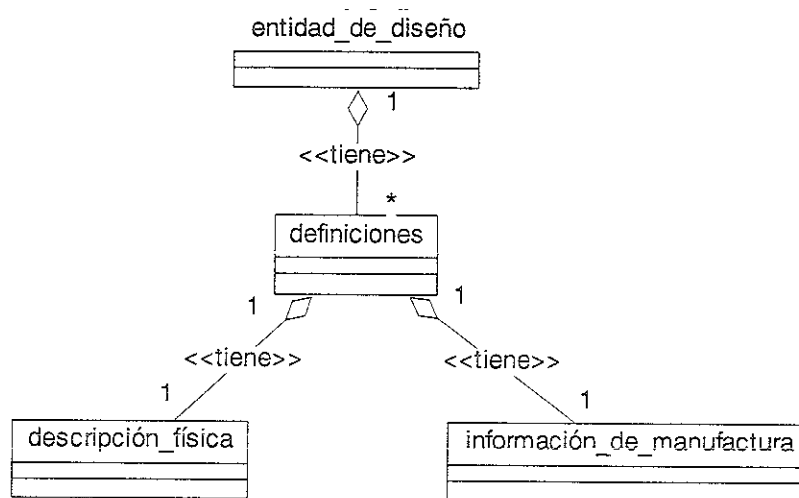 entidad_de_diseño
1
<<tiene>>
*
definiciones
1 1
<<tiene>> <<tiene>>
1 1
descripción_física información_de_manufactura